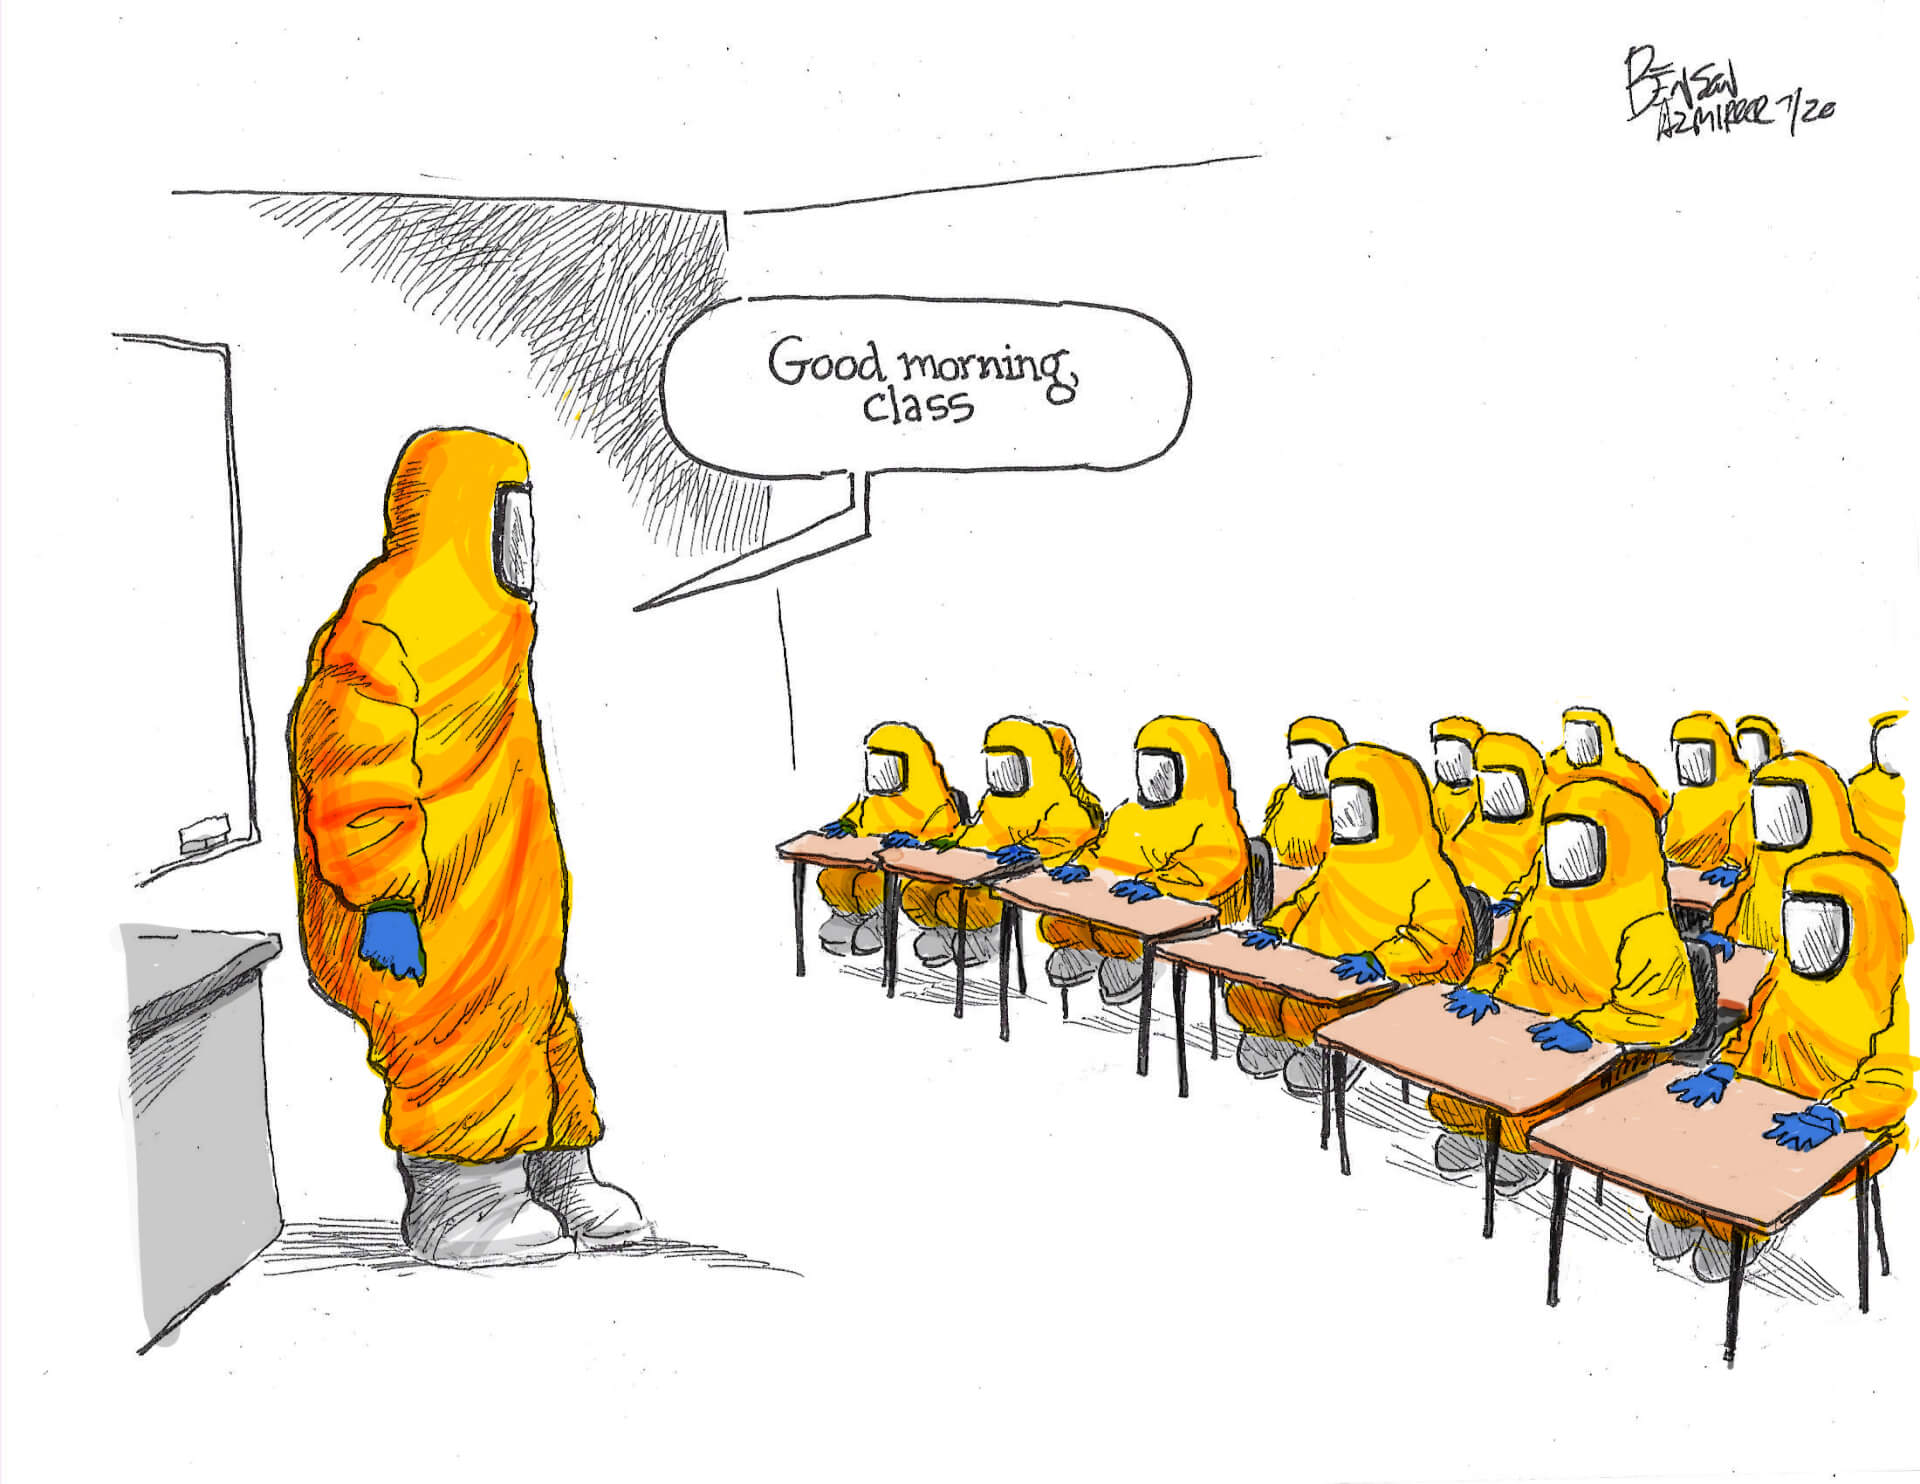 BENSON
AZMIRROR 7/20
Good morning,
class